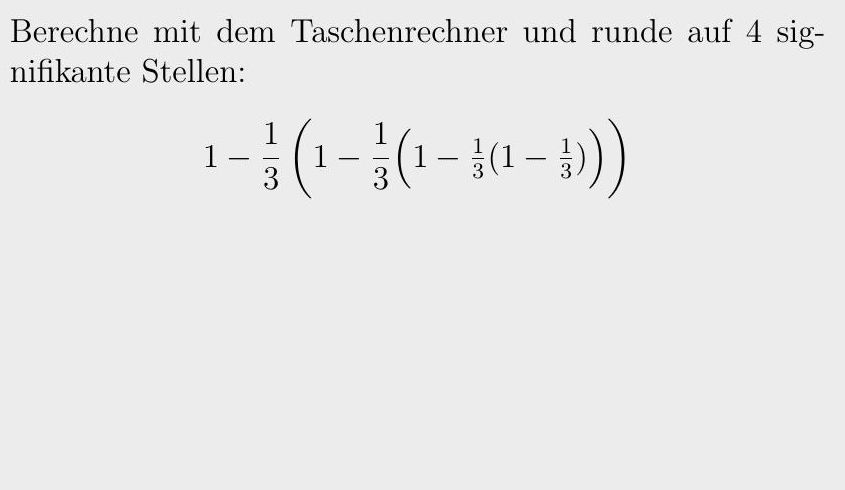 Berechne mit dem Taschenrechner und runde auf 4 sig-
nifikante Stellen:
1 − 1/3 (1 − 1/3 (1 − 1/3 (1 − 1/3)))